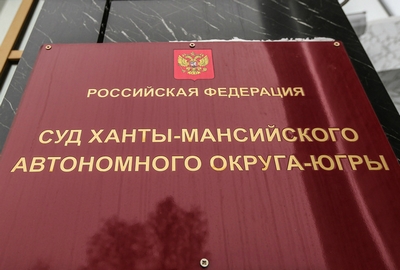 РОССИЙСКАЯ ФЕДЕРАЦИЯ
СУД ХАНТЫ-МАНСИЙСКОГО
АВТОНОМНОГО ОКРУГА-ЮГРЫ